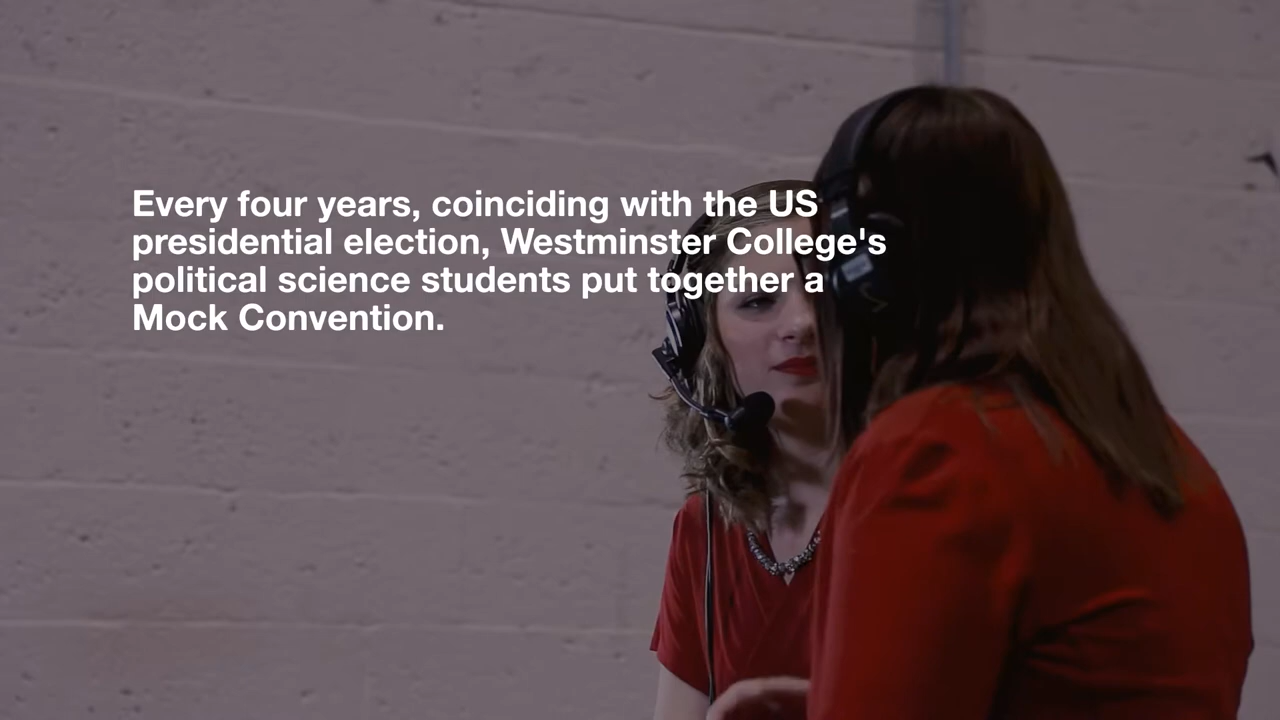 Every four years, coinciding with the US
presidential election, Westminster College's
political science students put together a
Mock Convention.